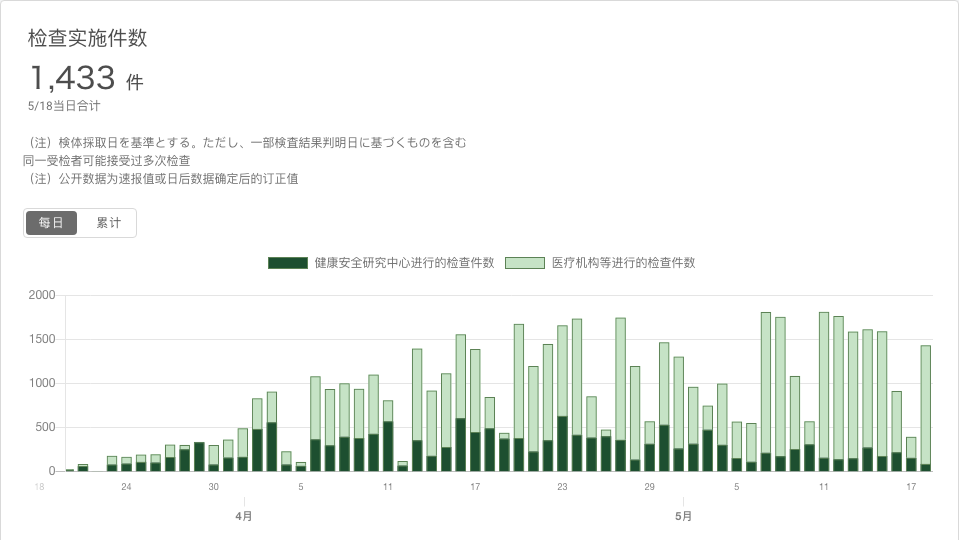 检查实施件数
1,433 件
5/18当日合计
（注）検体採取日を基準とする。ただし、一部検査結果判明日に基づくものを含む
同一受检者可能接受过多次检查
（注）公开数据为速报值或日后数据确定后的订正值
每日 累计
健康安全研究中心进行的检查件数 医疗机构等进行的检查件数
2000
1500
1000
500
0
18 24 30 5 11 17 23 29 5 11 17
4月 5月